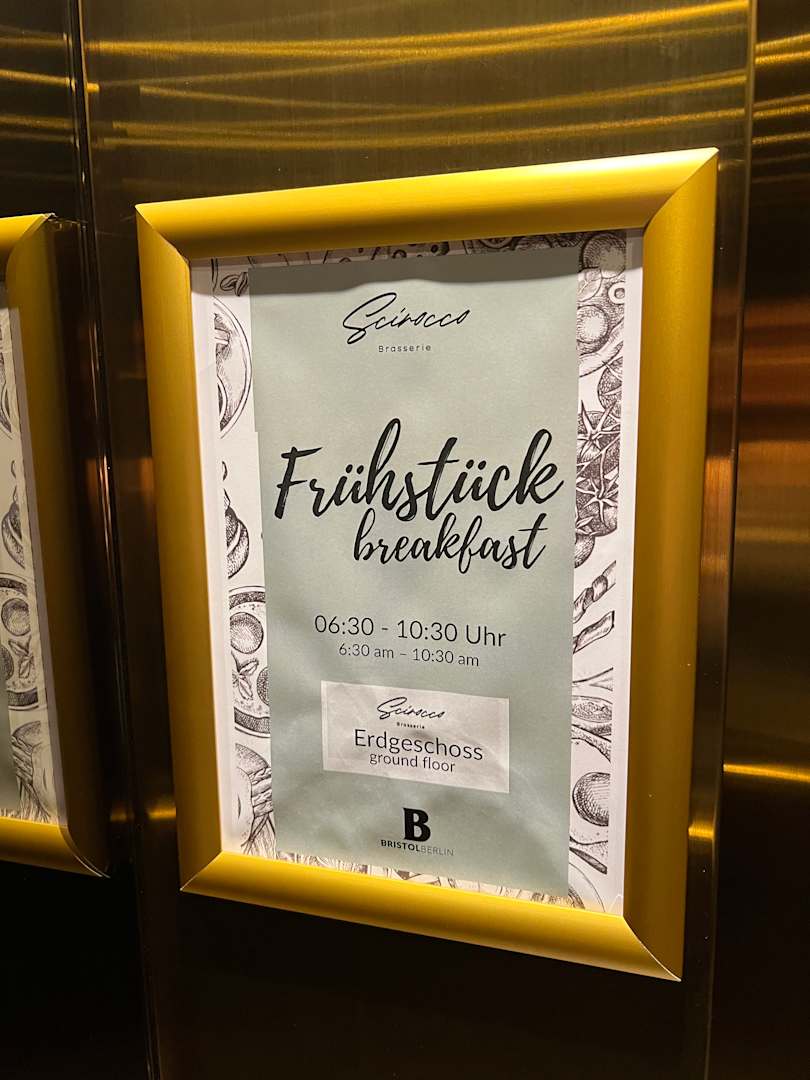 Scirocco
Brasserie
Frühstück
breakfast
06:30 - 10:30 Uhr
6:30 am – 10:30 am
Scirocco
Brasserie
Erdgeschoss
ground floor
B
BRISTOLBERLIN